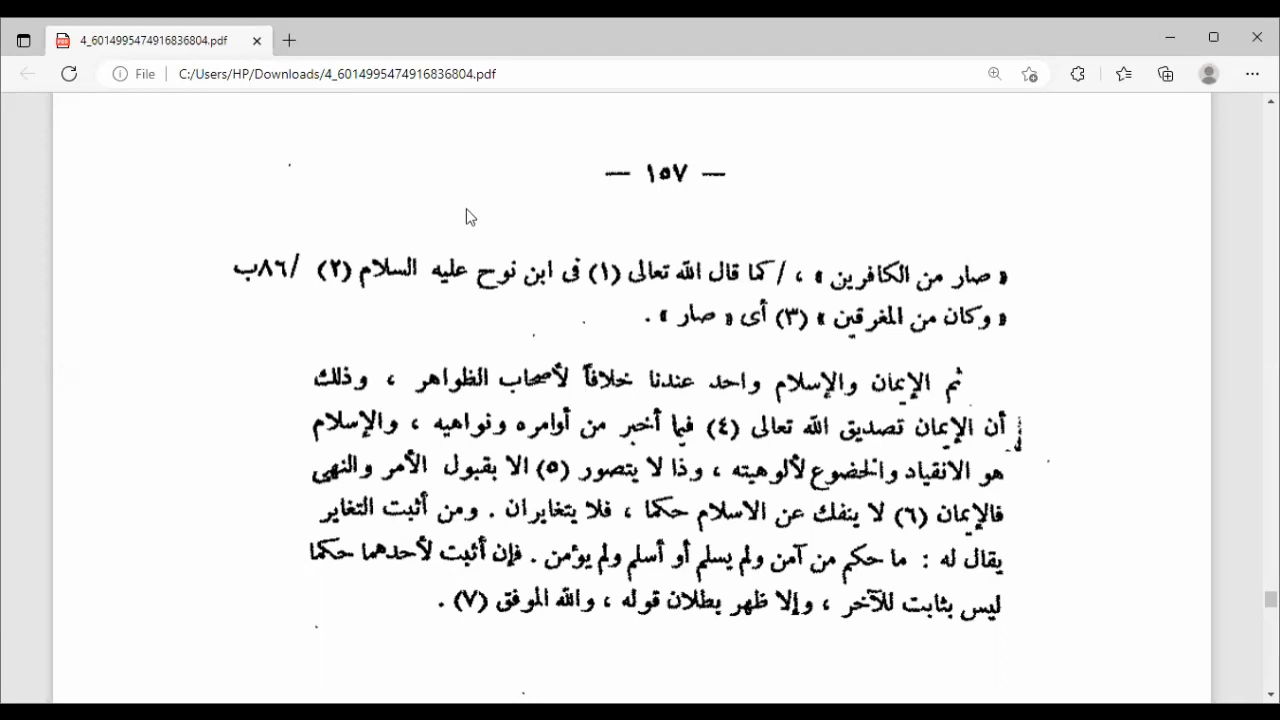 4_6014995474916836804.pdf
File
C:/Users/HP/Downloads/4_6014995474916836804.pdf
— ١٥٧ —
« صار من الكافرين » ، / كما قال الله تعالى (١) فى ابن نوح عليه السلام (٢) /٨٦ب
« وكان من المغرقين » (٣) أى « صار » .
ثم الإيمان والإسلام واحد عندنا خلافاً لأصحاب الظواهر ، وذلك
أن الإيمان تصديق الله تعالى (٤) فيما أخبر من أوامره ونواهيه ، والإسلام
هو الانقياد والخضوع لألوهيته ، وذا لا يتصور (٥) الا بقبول الأمر والنهى
فالإيمان (٦) لا ينفك عن الاسلام حكما ، فلا يتغايران . ومن أثبت التغاير
يقال له : ما حكم من آمن ولم يسلم أو أسلم ولم يؤمن . فإن أثبت لأحدهما حكما
ليس بثابت للآخر ، وإلا ظهر بطلان قوله ، والله الموفق (٧) .